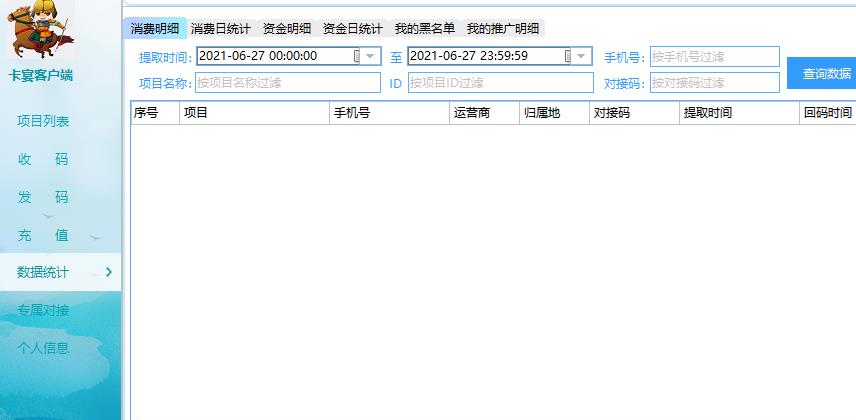 卡宴客户端
项目列表
收 码
发 码
充 值
数据统计
专属对接
个人信息
消费明细 消费日统计 资金明细 资金日统计 我的黑名单 我的推广明细
提取时间: 2021-06-27 00:00:00 至 2021-06-27 23:59:59 手机号: 按手机号过滤
项目名称: 按项目名称过滤 ID 按项目ID过滤 对接码: 按对接码过滤
查询数据
序号 项目 手机号 运营商 归属地 对接码 提取时间 回码时间